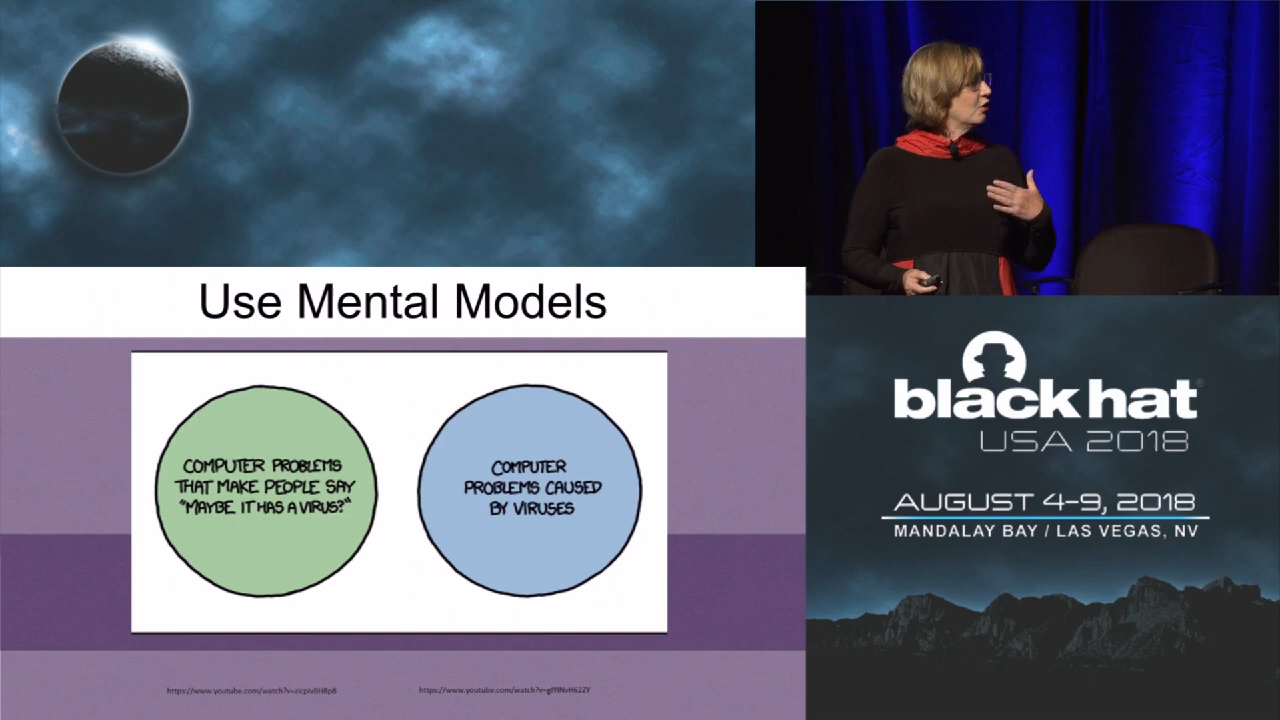 Use Mental Models
COMPUTER PROBLEMS
THAT MAKE PEOPLE SAY
"MAYBE IT HAS A VIRUS?"
COMPUTER
PROBLEMS CAUSED
BY VIRUSES
black hat
USA 2018
AUGUST 4–9, 2018
MANDALAY BAY / LAS VEGAS, NV